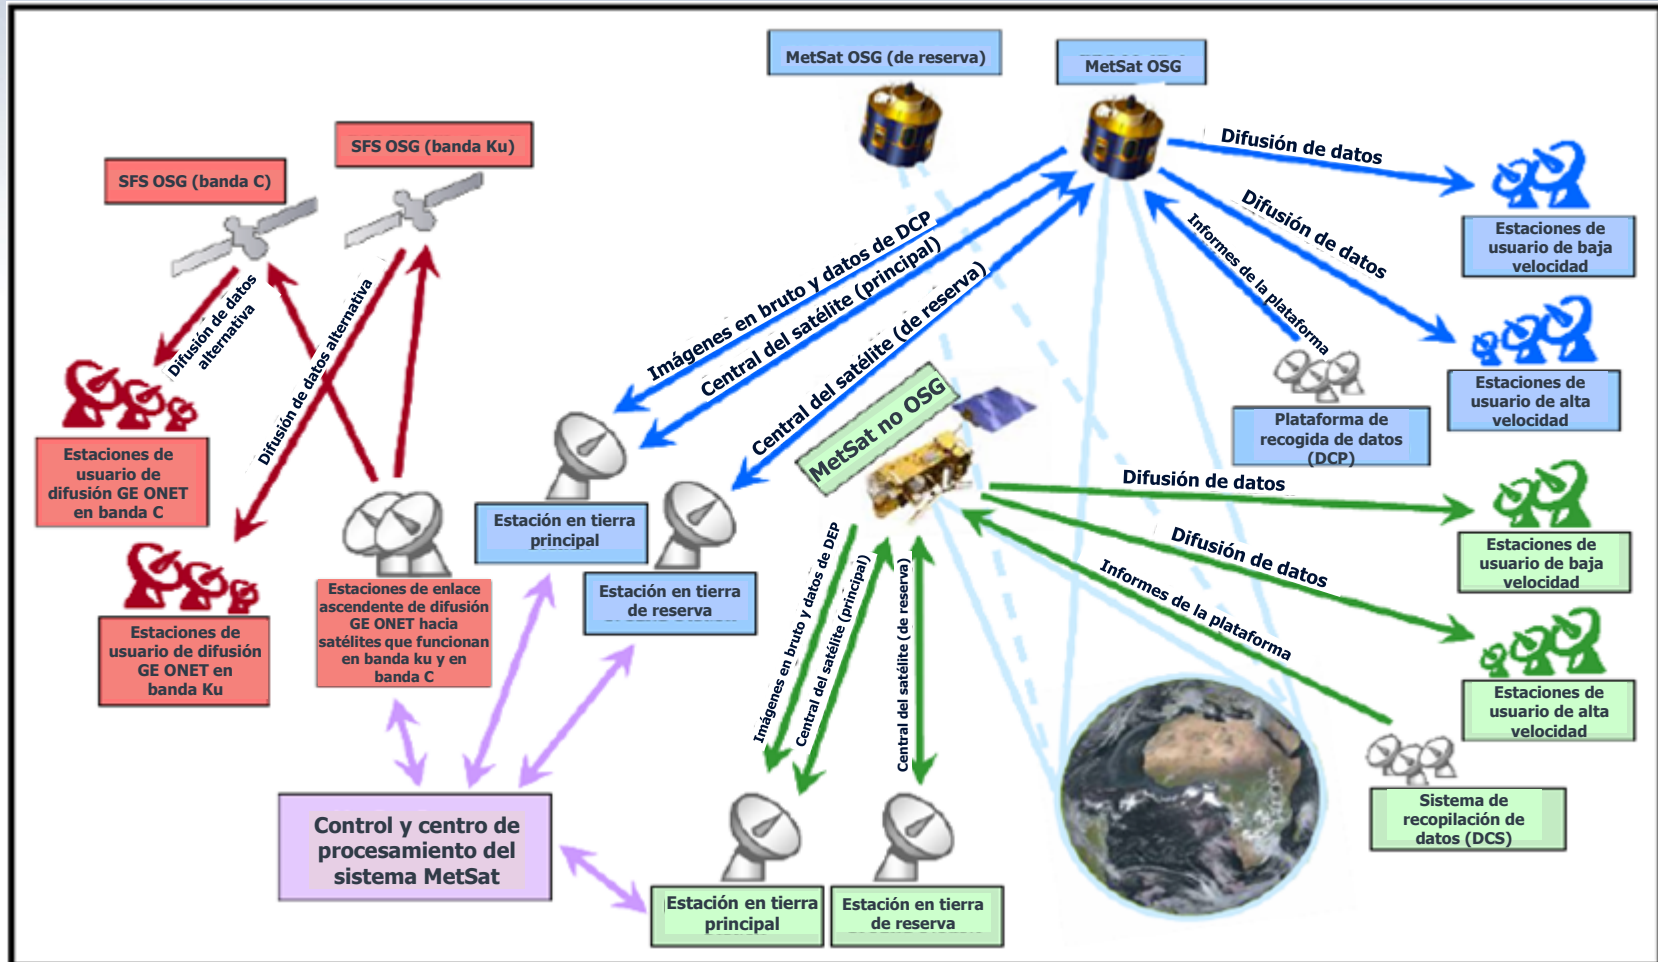 MetSat OSG (de reserva)
MetSat OSG
SFS OSG (banda Ku)
SFS OSG (banda C)
Difusión de datos
Difusión de datos
Informes de la plataforma
Estaciones de
usuario de baja
velocidad
Estaciones de
usuario de alta
velocidad
Plataforma de
recogida de datos
(DCP)
Imágenes en bruto y datos de DCP
Central del satélite (principal)
Central del satélite (de reserva)
MetSat no OSG
Difusión de datos
alternativa
Difusión de datos alternativa
Estaciones de
usuario de
difusión GE ONET
en banda C
Estaciones de
usuario de difusión
GE ONET en
banda Ku
Estaciones de enlace
ascendente de difusión
GE ONET hacia
satélites que funcionan
en banda ku y en
banda C
Estación en tierra
principal
Estación en tierra
de reserva
Difusión de datos
Difusión de datos
Informes de la plataforma
Estaciones de
usuario de baja
velocidad
Estaciones de
usuario de alta
velocidad
Sistema de
recopilación de
datos (DCS)
Imágenes en bruto y datos de DEP
Central del satélite (principal)
Central del satélite (de reserva)
Control y centro de
procesamiento del
sistema MetSat
Estación en tierra
principal
Estación en tierra
de reserva